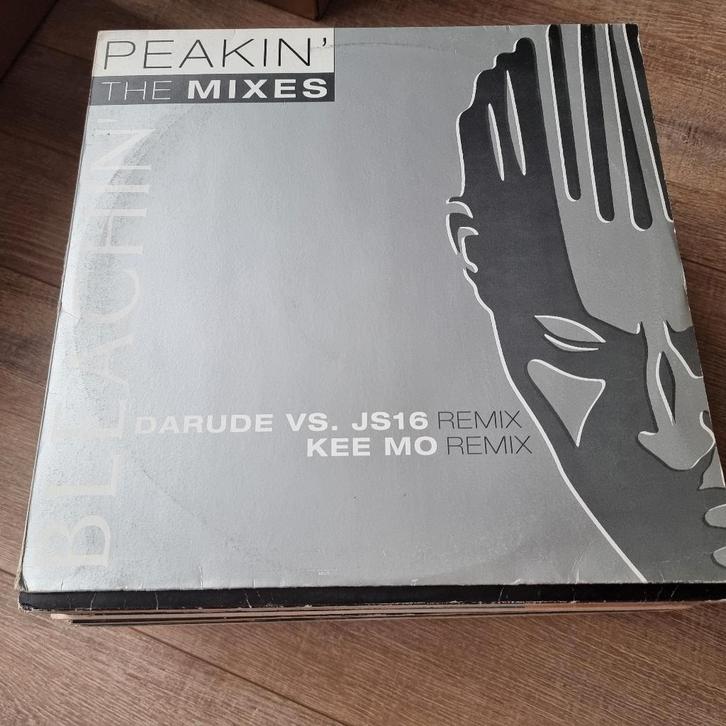 PEAKIN'
THE MIXES
BLEACHIN'
DARUDE VS. JS16 REMIX
KEE MO REMIX